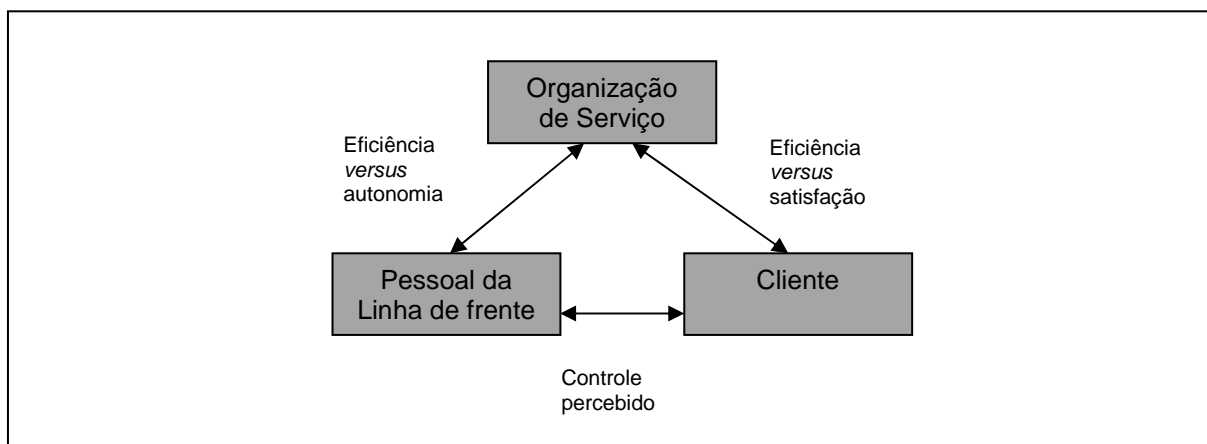 Organização
de Serviço
Eficiência
versus
autonomia
Eficiência
versus
satisfação
Pessoal da
Linha de frente
Cliente
Controle
percebido